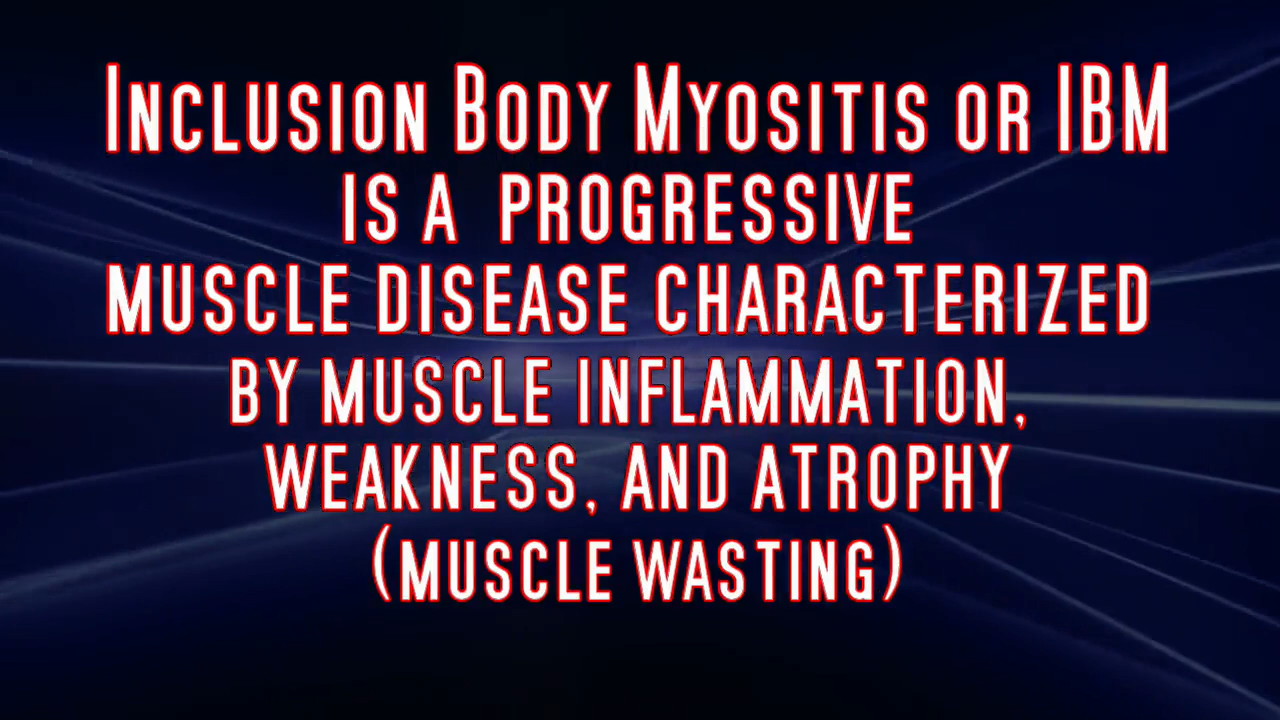 Inclusion Body Myositis or IBM
is a progressive
muscle disease characterized
by muscle inflammation,
weakness, and atrophy
(muscle wasting)